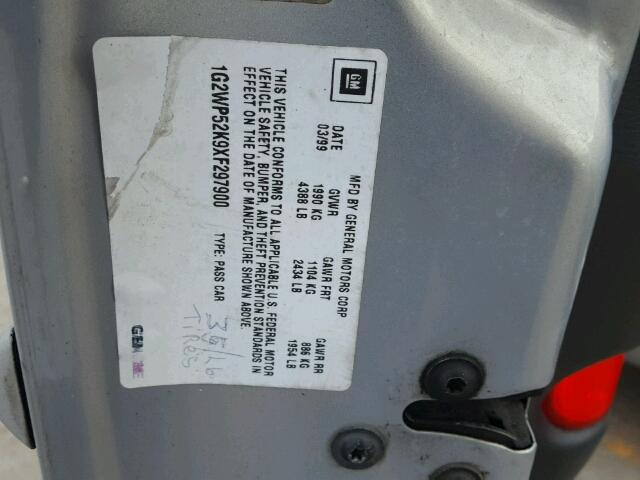 GM
MFD BY GENERAL MOTORS CORP
DATE GVWR GAWR FRT GAWR RR
03/99 1990 KG 1104 KG 886 KG
4388 LB 2434 LB 1954 LB
THIS VEHICLE CONFORMS TO ALL APPLICABLE U.S. FEDERAL MOTOR
VEHICLE SAFETY, BUMPER, AND THEFT PREVENTION STANDARDS IN
EFFECT ON THE DATE OF MANUFACTURE SHOWN ABOVE.
1G2WP52K9XF297900 TYPE: PASS CAR
TIRES